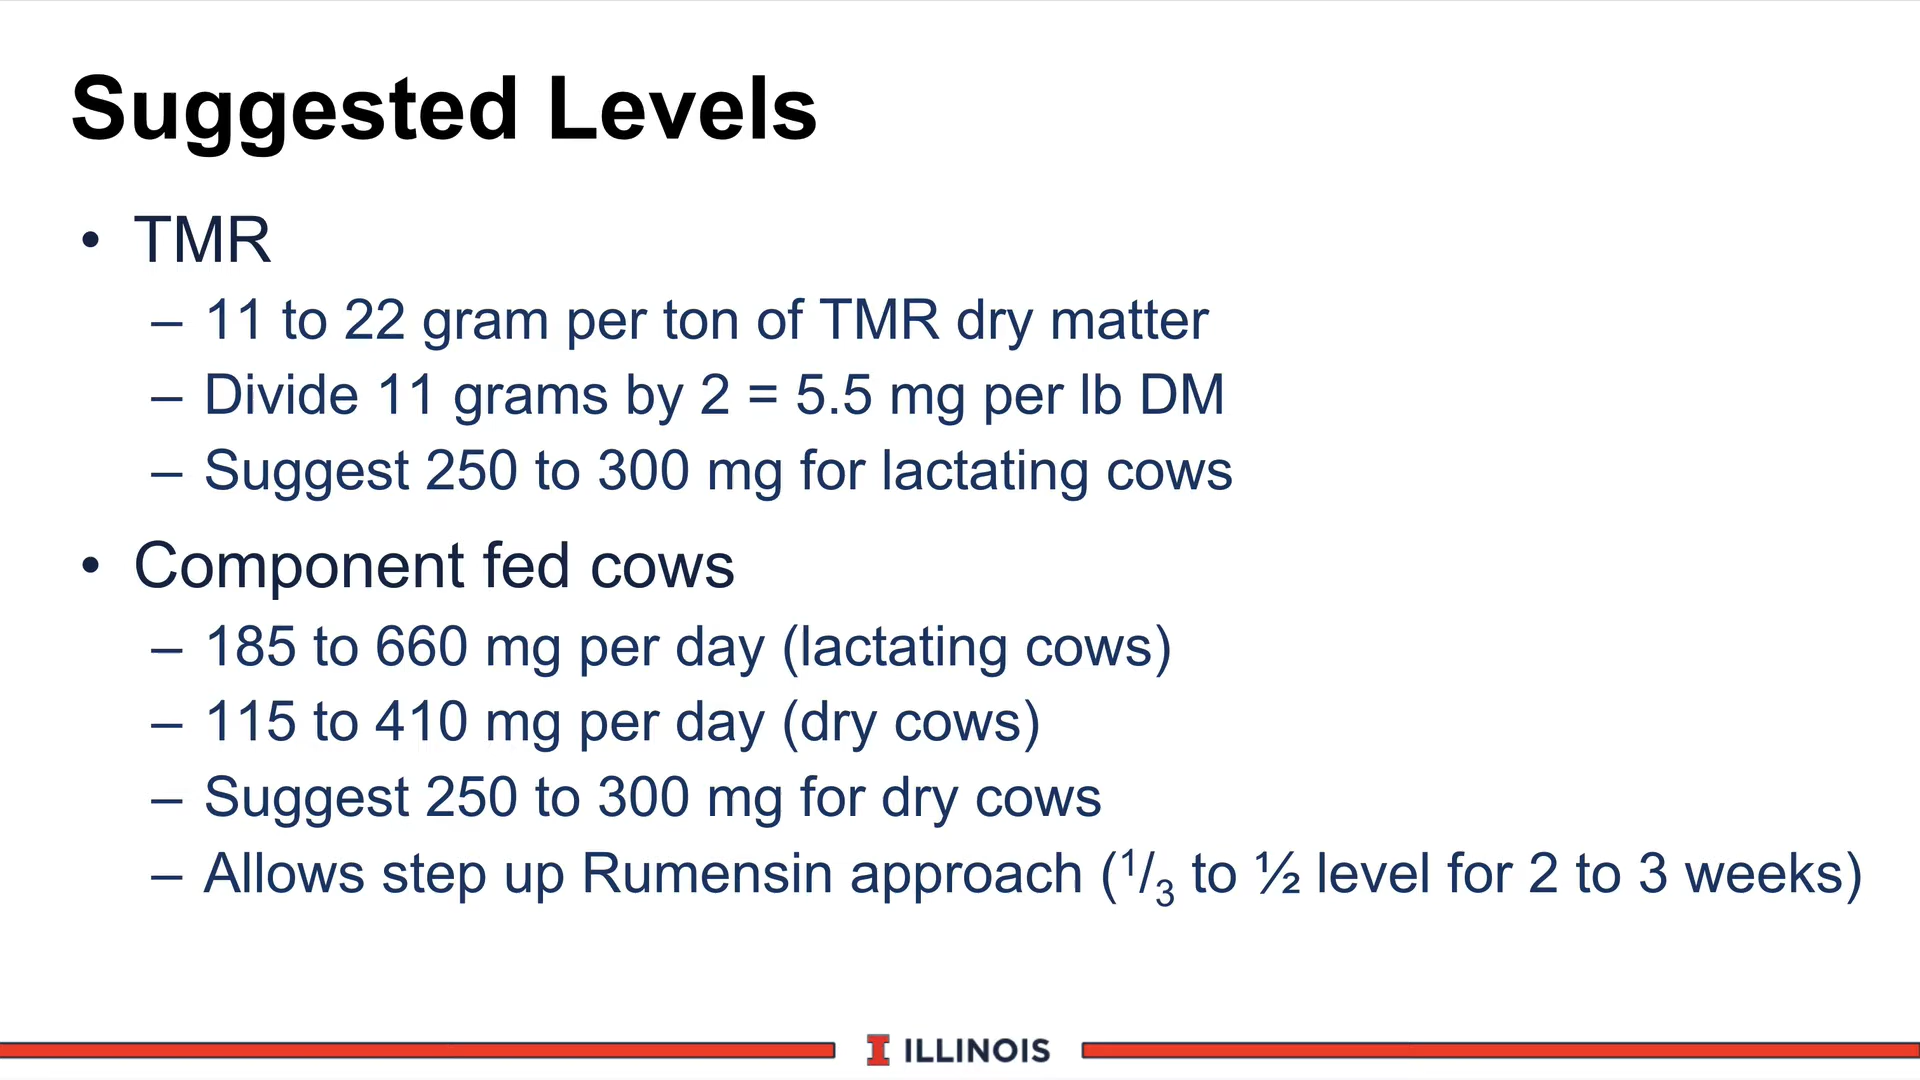 Suggested Levels
• TMR
– 11 to 22 gram per ton of TMR dry matter
– Divide 11 grams by 2 = 5.5 mg per lb DM
– Suggest 250 to 300 mg for lactating cows
• Component fed cows
– 185 to 660 mg per day (lactating cows)
– 115 to 410 mg per day (dry cows)
– Suggest 250 to 300 mg for dry cows
– Allows step up Rumensin approach (¹/₃ to ½ level for 2 to 3 weeks)
I ILLINOIS